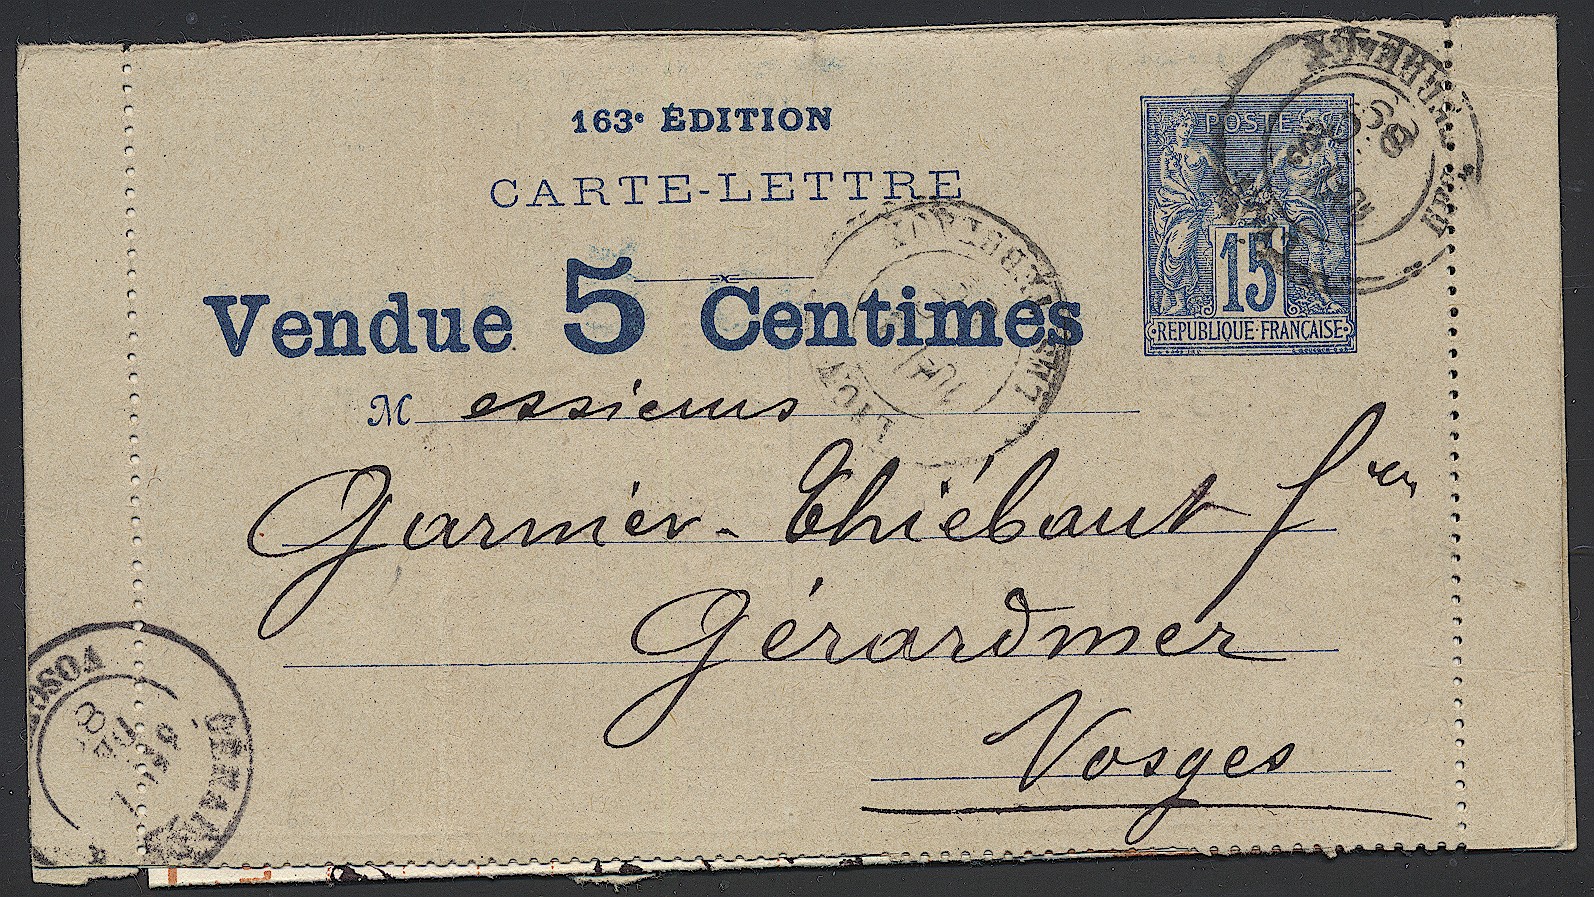 163e ÉDITION
CARTE-LETTRE
POSTES
15
REPUBLIQUE FRANÇAISE
Vendue 5 Centimes
Messieurs
Garnier-Thiébaut fres
Gérardmer
Vosges